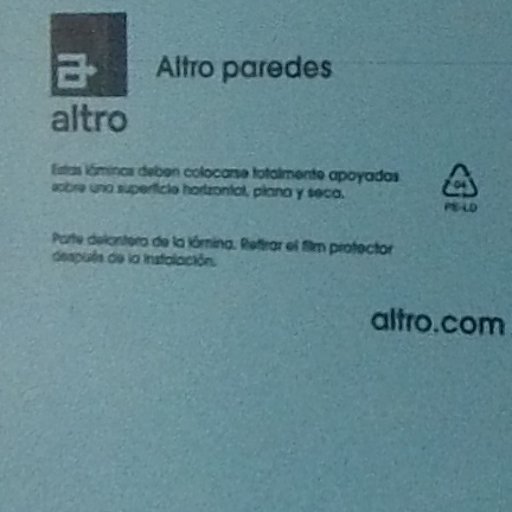 Altro paredes
altro
Estas láminas deben colocarse totalmente apoyadas
sobre una superficie horizontal, plana y seca.
04
PE-LD
Parte delantera de la lámina. Retirar el film protector
después de la instalación.
altro.com